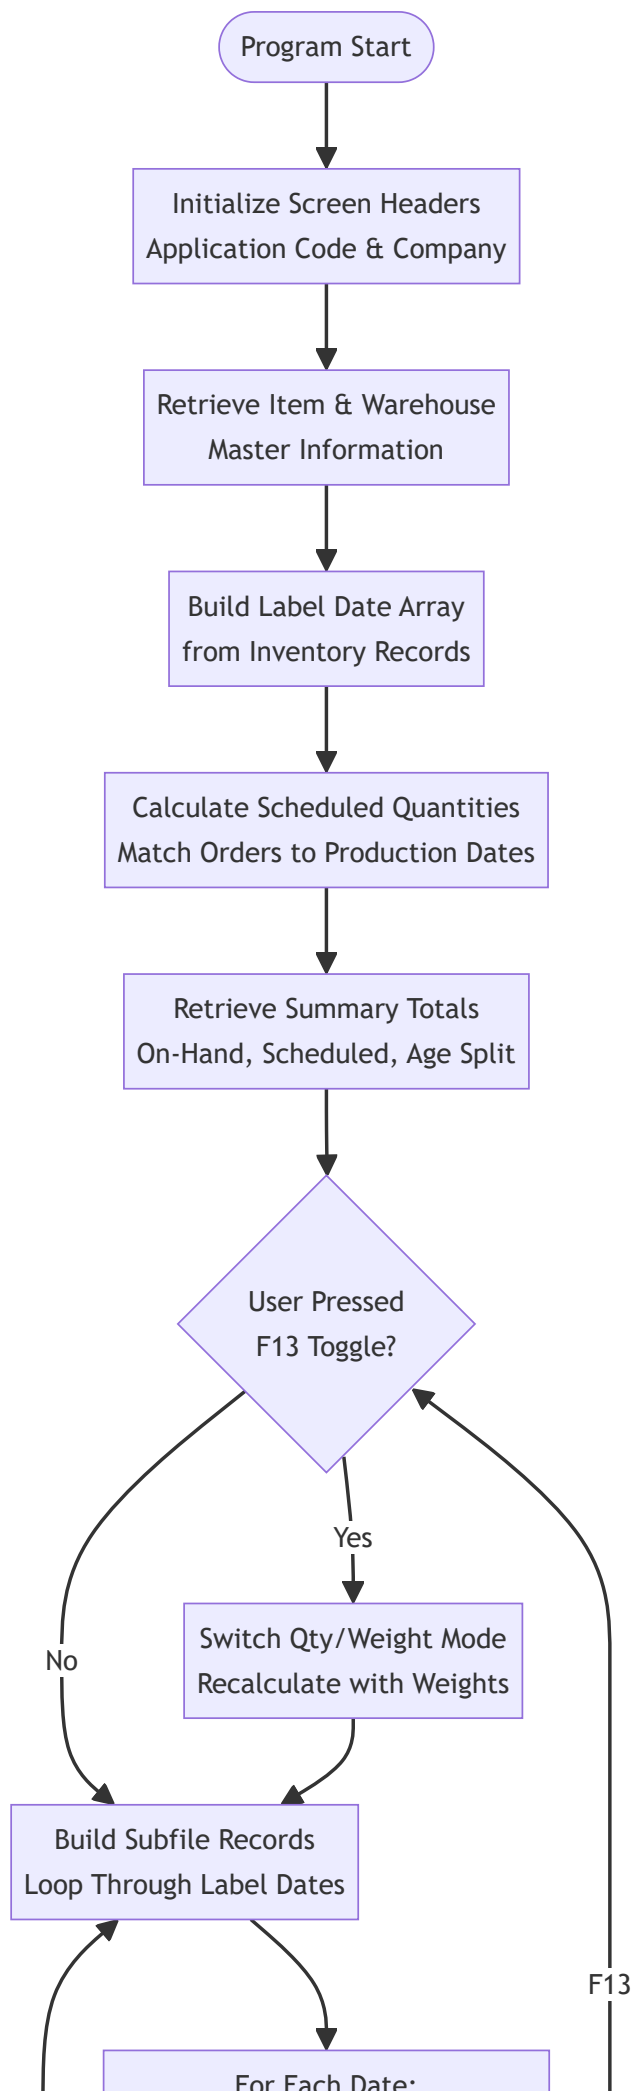 Program Start
Initialize Screen Headers
Application Code & Company
Retrieve Item & Warehouse
Master Information
Build Label Date Array
from Inventory Records
Calculate Scheduled Quantities
Match Orders to Production Dates
Retrieve Summary Totals
On-Hand, Scheduled, Age Split
User Pressed
F13 Toggle?
Yes
Switch Qty/Weight Mode
Recalculate with Weights
No
Build Subfile Records
Loop Through Label Dates
F13
For Each Date: